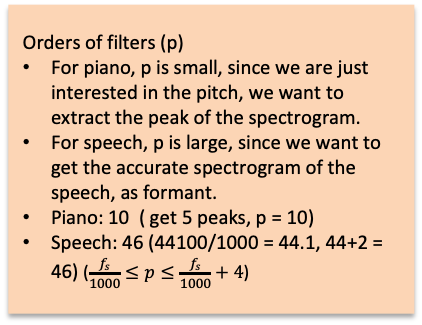 Orders of filters (p)
• For piano, p is small, since we are just
interested in the pitch, we want to
extract the peak of the spectrogram.
• For speech, p is large, since we want to
get the accurate spectrogram of the
speech, as formant.
• Piano: 10 ( get 5 peaks, p = 10)
• Speech: 46 (44100/1000 = 44.1, 44+2 =
46) (fₛ/1000 ≤ p ≤ fₛ/1000 + 4)